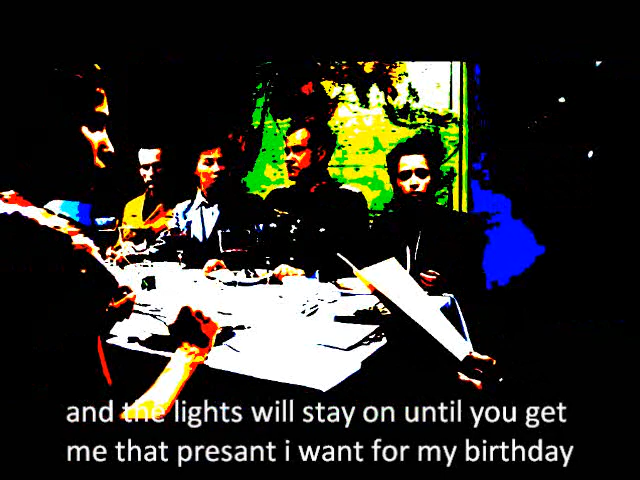 and the lights will stay on until you get
me that presant i want for my birthday